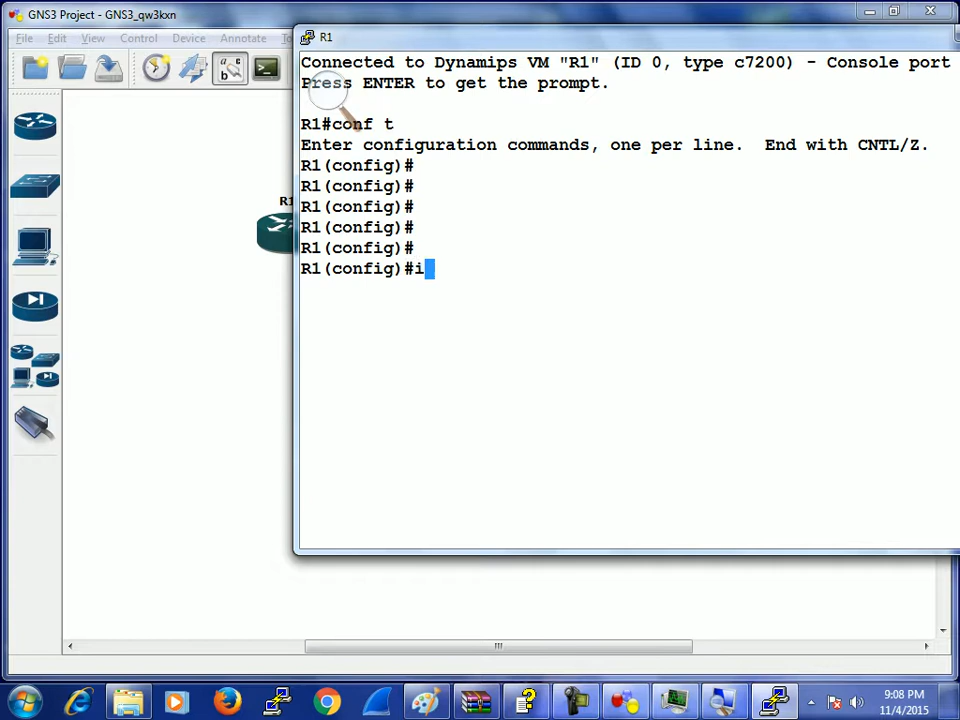 GNS3 Project - GNS3_qw3kxn
File Edit View Control Device Annotate
R1
R1
Connected to Dynamips VM "R1" (ID 0, type c7200) - Console port
Press ENTER to get the prompt.
R1#conf t
Enter configuration commands, one per line.  End with CNTL/Z.
R1(config)#
R1(config)#
R1(config)#
R1(config)#
R1(config)#
R1(config)#i
9:08 PM
11/4/2015